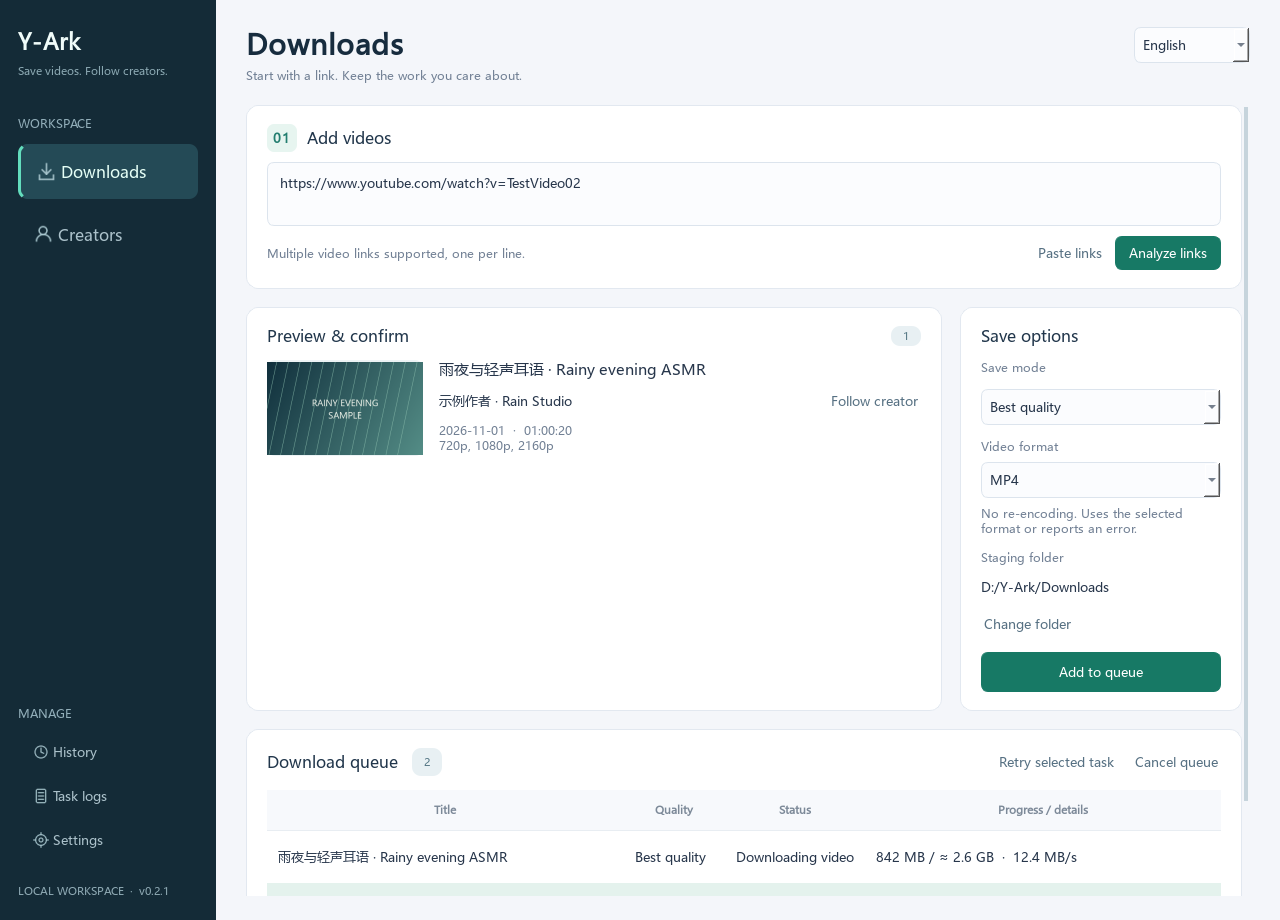 Y-Ark
Save videos. Follow creators.
WORKSPACE
Downloads
Creators
MANAGE
History
Task logs
Settings
LOCAL WORKSPACE · v0.2.1
Downloads
Start with a link. Keep the work you care about.
English
01 Add videos
https://www.youtube.com/watch?v=TestVideo02
Multiple video links supported, one per line.
Paste links
Analyze links
Preview & confirm
1
RAINY EVENING
SAMPLE
雨夜与轻声耳语 · Rainy evening ASMR
示例作者 · Rain Studio
Follow creator
2026-11-01 · 01:00:20
720p, 1080p, 2160p
Save options
Save mode
Best quality
Video format
MP4
No re-encoding. Uses the selected
format or reports an error.
Staging folder
D:/Y-Ark/Downloads
Change folder
Add to queue
Download queue 2
Retry selected task
Cancel queue
Title Quality Status Progress / details
雨夜与轻声耳语 · Rainy evening ASMR Best quality Downloading video 842 MB / ≈ 2.6 GB · 12.4 MB/s